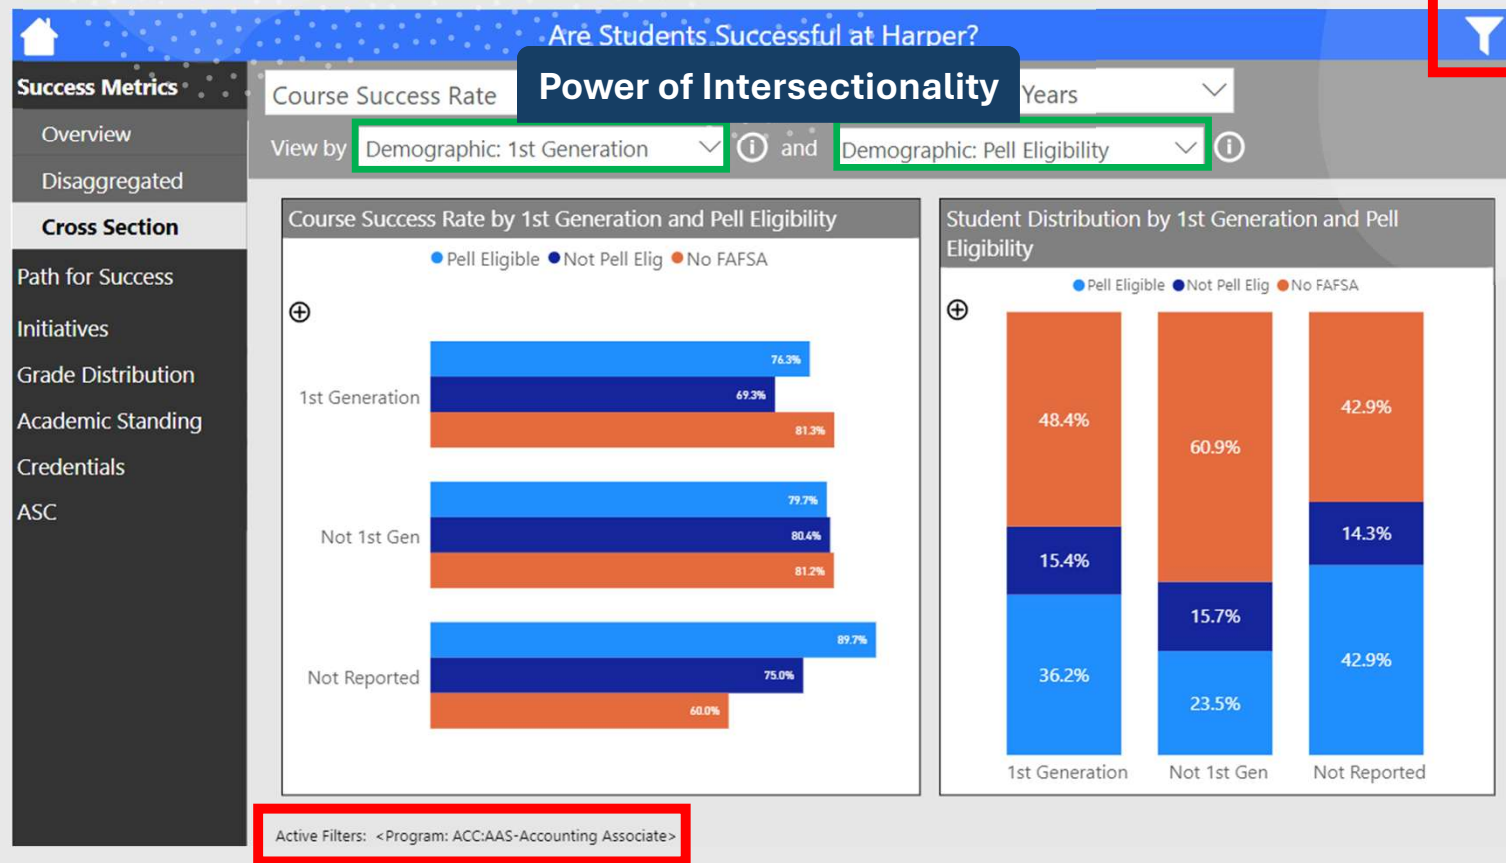 Are Students Successful at Harper?
Power of Intersectionality
Success Metrics
Overview
Disaggregated
Cross Section
Path for Success
Initiatives
Grade Distribution
Academic Standing
Credentials
ASC
Course Success Rate
Years
View by
Demographic: 1st Generation
and
Demographic: Pell Eligibility
Course Success Rate by 1st Generation and Pell Eligibility
Pell Eligible Not Pell Elig No FAFSA
1st Generation
76.3%
69.3%
81.3%
Not 1st Gen
79.7%
80.4%
81.2%
Not Reported
89.7%
75.0%
60.0%
Student Distribution by 1st Generation and Pell
Eligibility
Pell Eligible Not Pell Elig No FAFSA
48.4%
15.4%
36.2%
60.9%
15.7%
23.5%
42.9%
14.3%
42.9%
1st Generation
Not 1st Gen
Not Reported
Active Filters: <Program: ACC:AAS-Accounting Associate>